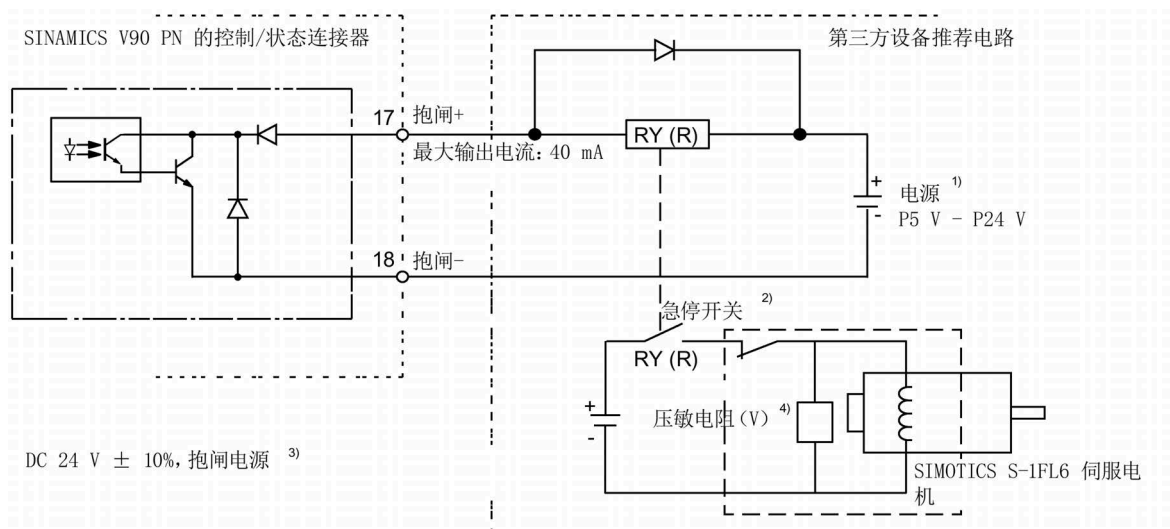 SINAMICS V90 PN 的控制/状态连接器
第三方设备推荐电路
17 抱闸+
RY (R)
最大输出电流: 40 mA
+
电源 1)
-
P5 V - P24 V
18 抱闸-
急停开关 2)
RY (R)
+
压敏电阻(V) 4)
-
DC 24 V ± 10%, 抱闸电源 3)
SIMOTICS S-1FL6 伺服电
机